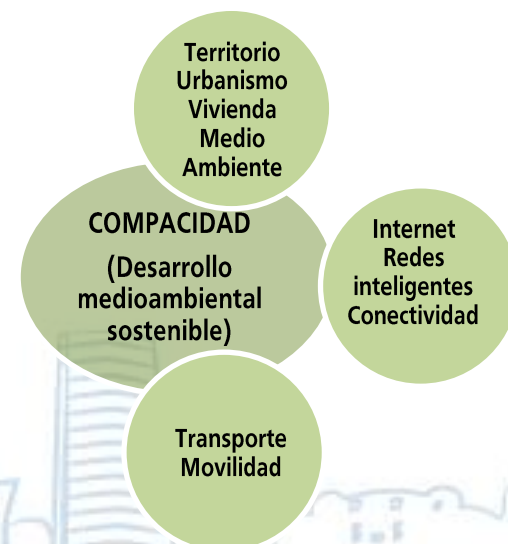 Territorio
Urbanismo
Vivienda
Medio
Ambiente
COMPACIDAD
(Desarrollo
medioambiental
sostenible)
Internet
Redes
inteligentes
Conectividad
Transporte
Movilidad